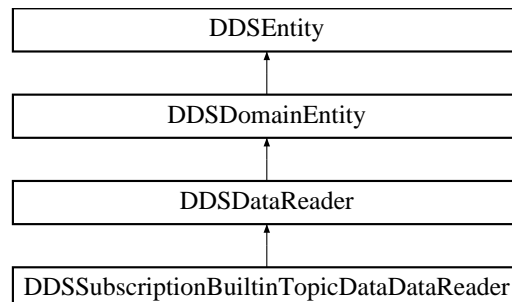 DDSEntity
DDSDomainEntity
DDSDataReader
DDSSubscriptionBuiltinTopicDataDataReader